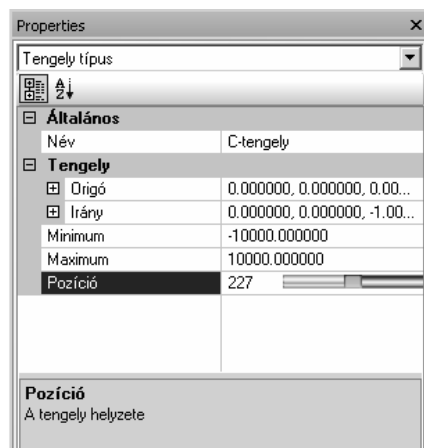 Properties
Tengely típus
Általános
Név C-tengely
Tengely
Origó 0.000000, 0.000000, 0.00...
Irány 0.000000, 0.000000, -1.00...
Minimum -10000.000000
Maximum 10000.000000
Pozíció 227
Pozíció
A tengely helyzete